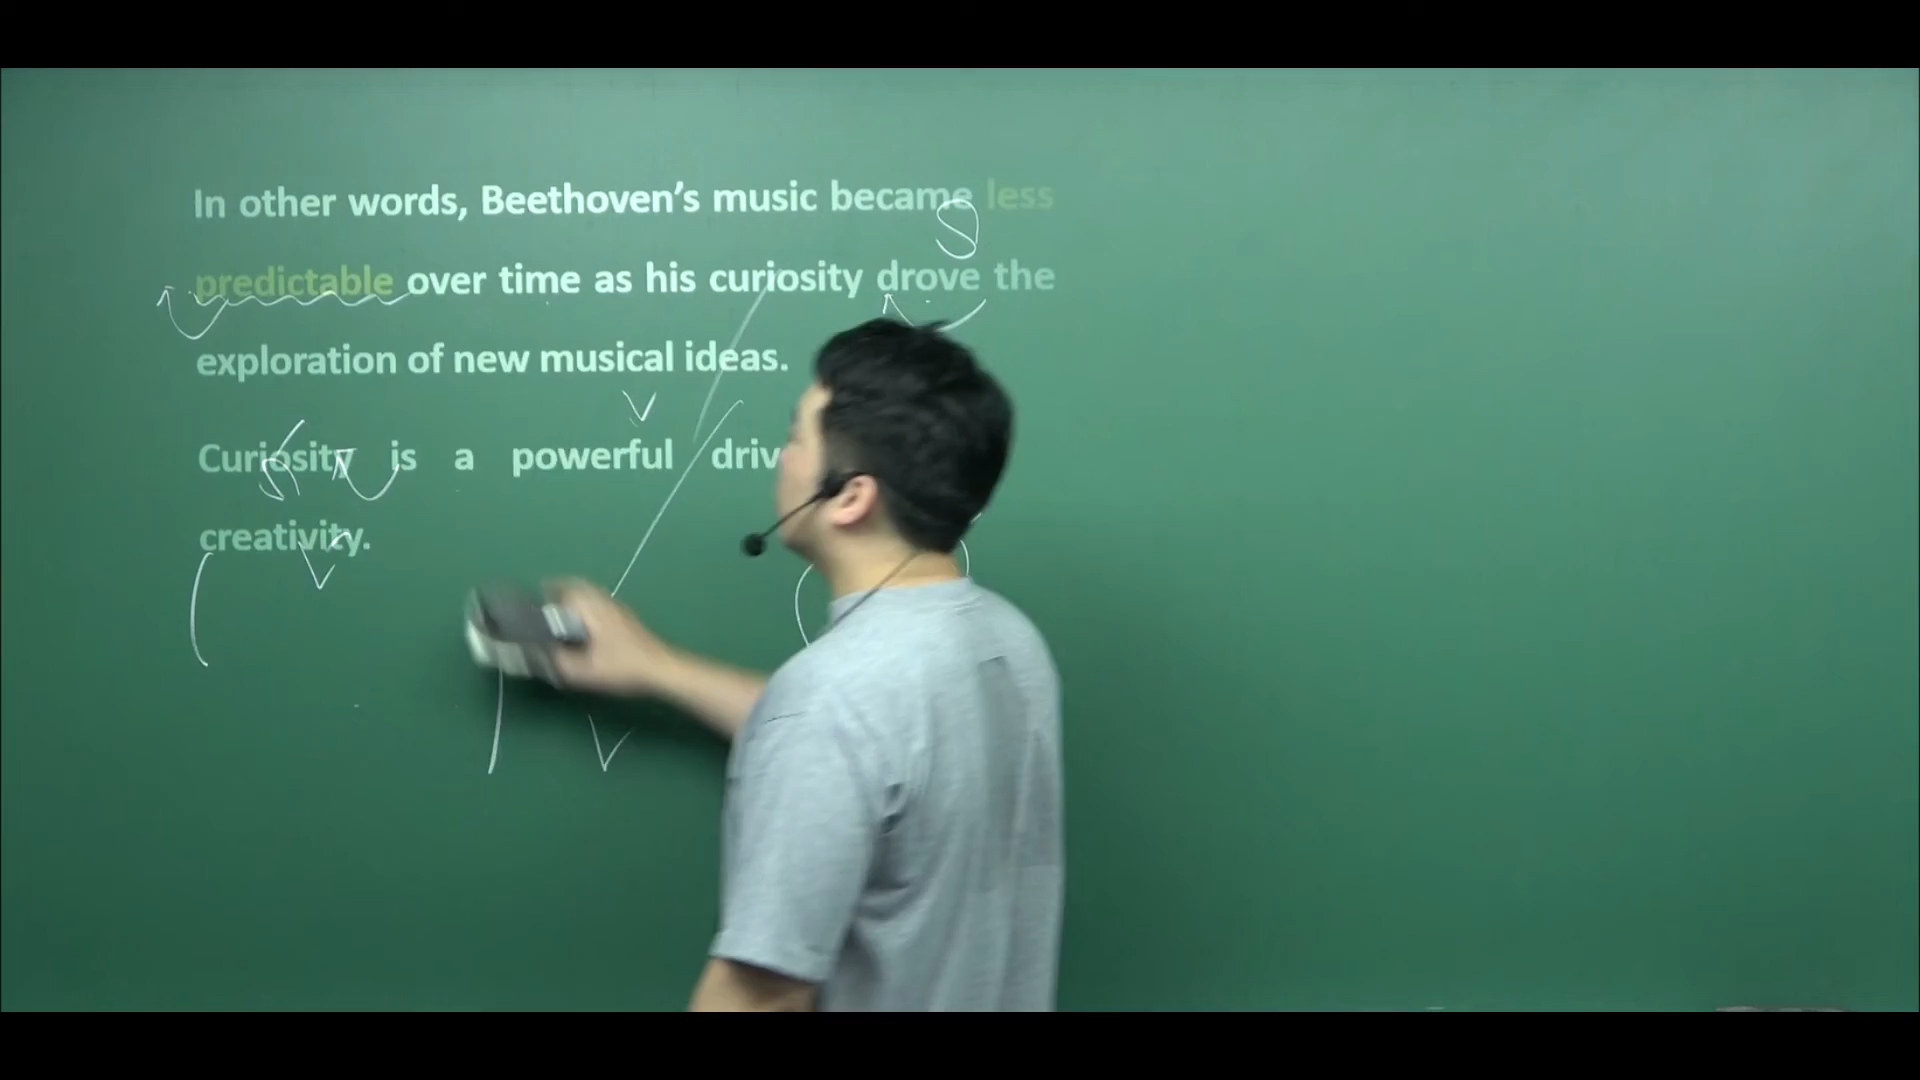 In other words, Beethoven's music became less
predictable over time as his curiosity drove the
exploration of new musical ideas.
Curiosity is a powerful
creativity.